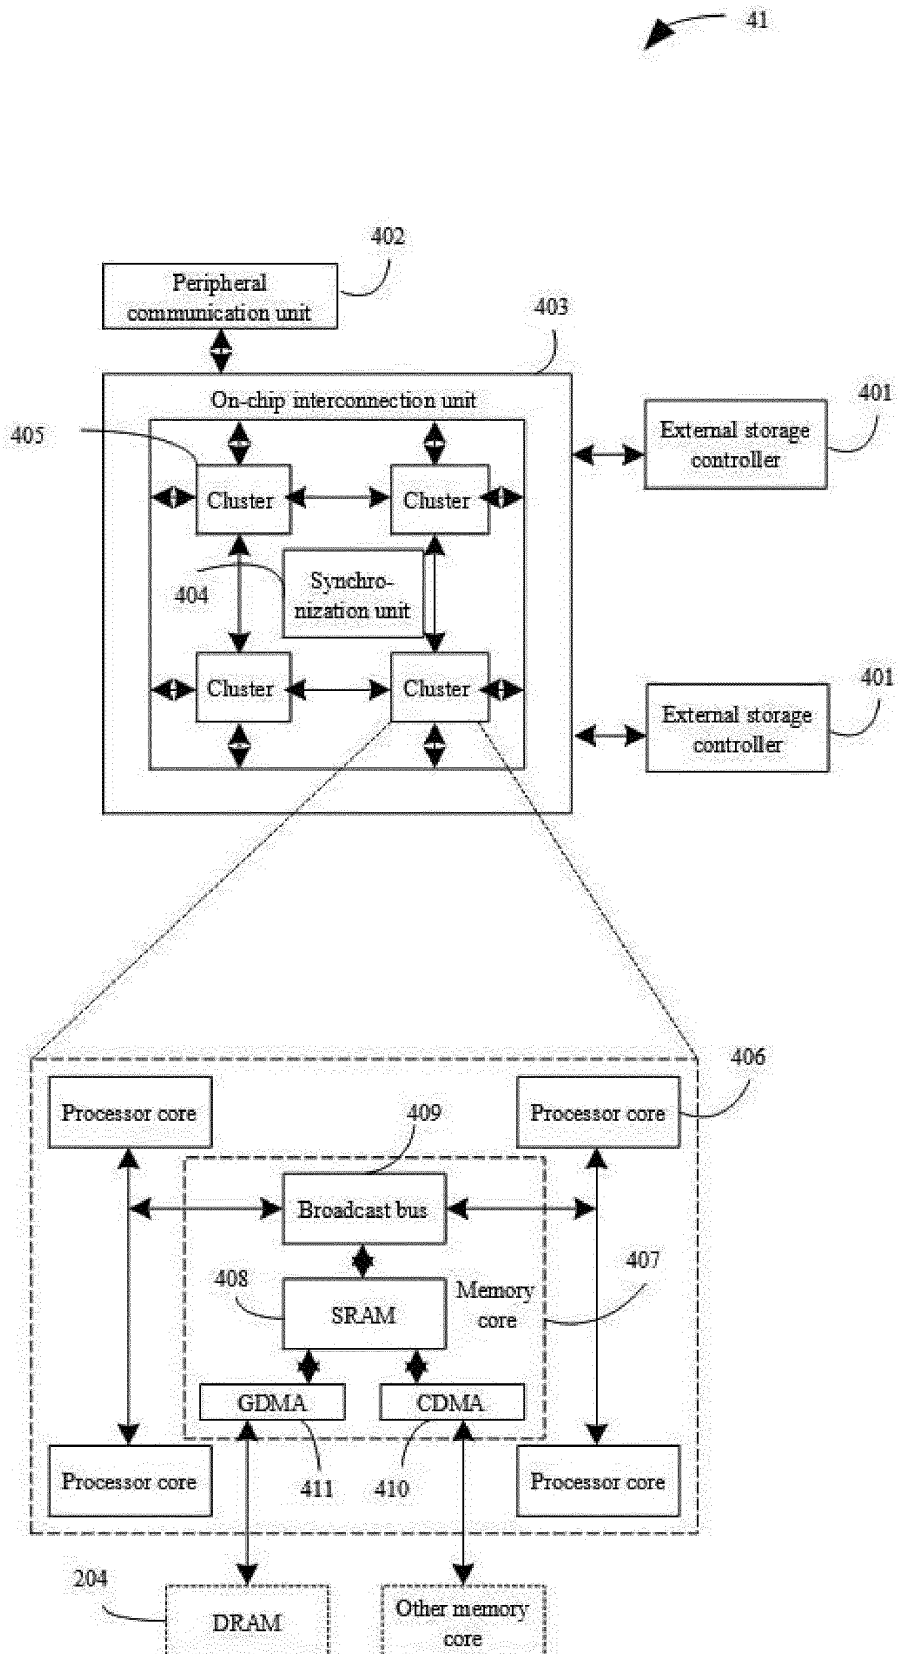 41
402
Peripheral
communication unit
403
On-chip interconnection unit
401
External storage
controller
405
Cluster
Cluster
404
Synchro-
nization unit
Cluster
Cluster
401
External storage
controller
406
Processor core
Processor core
409
Broadcast bus
407
408
SRAM
Memory
core
GDMA
CDMA
411
410
Processor core
Processor core
204
DRAM
Other memory
core